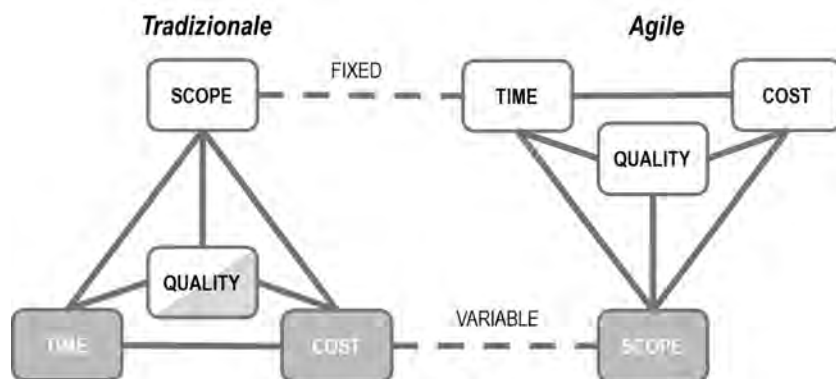 Tradizionale
Agile
SCOPE
FIXED
TIME
COST
QUALITY
QUALITY
TIME
COST
VARIABLE
SCOPE